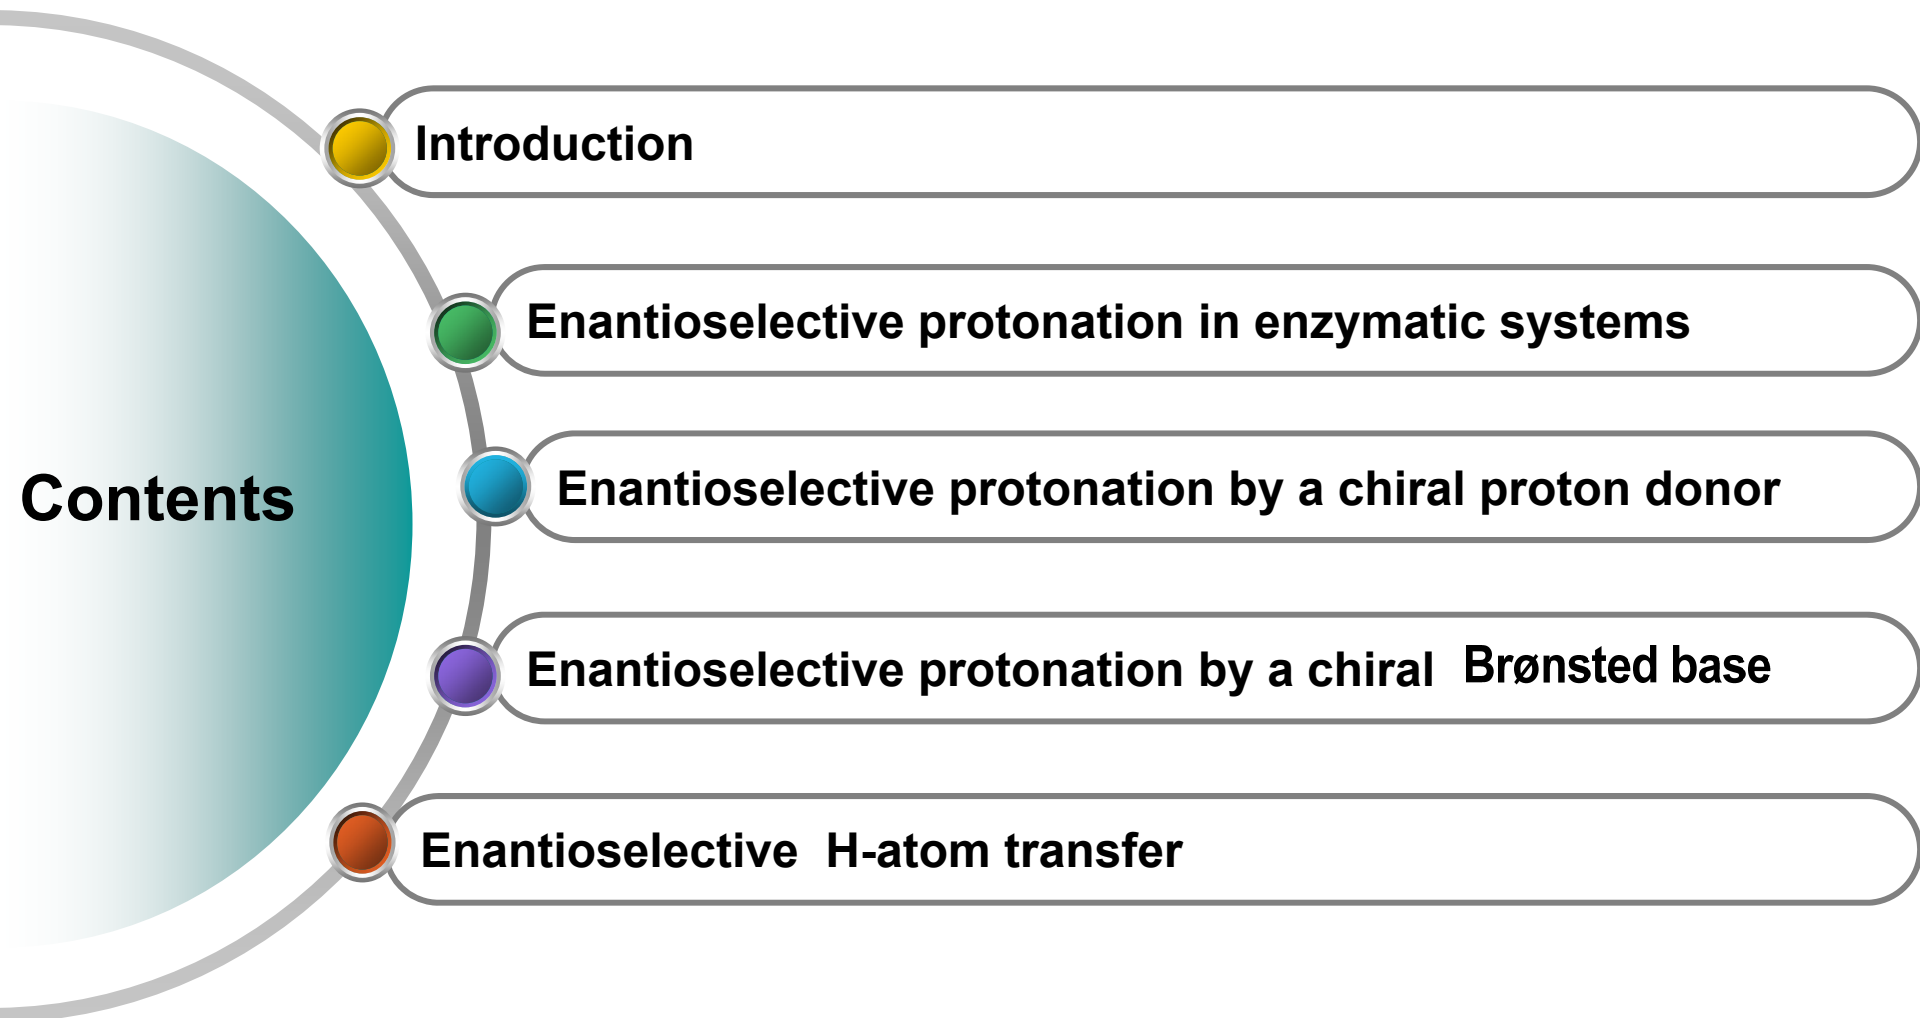 Contents
Introduction
Enantioselective protonation in enzymatic systems
Enantioselective protonation by a chiral proton donor
Enantioselective protonation by a chiral Brønsted base
Enantioselective H-atom transfer